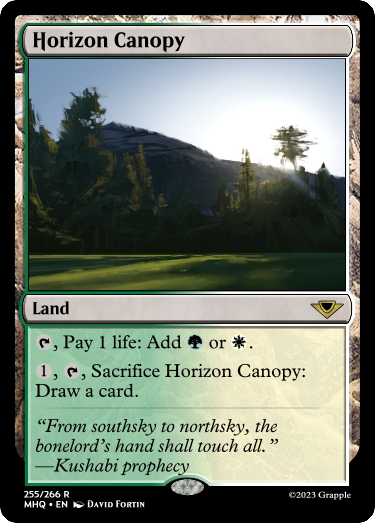 Horizon Canopy
Land
, Pay 1 life: Add or .
1, , Sacrifice Horizon Canopy:
Draw a card.
“From southsky to northsky, the
bonelord’s hand shall touch all.”
—Kushabi prophecy
255/266 R
MHQ • EN David Fortin
©2023 Grapple